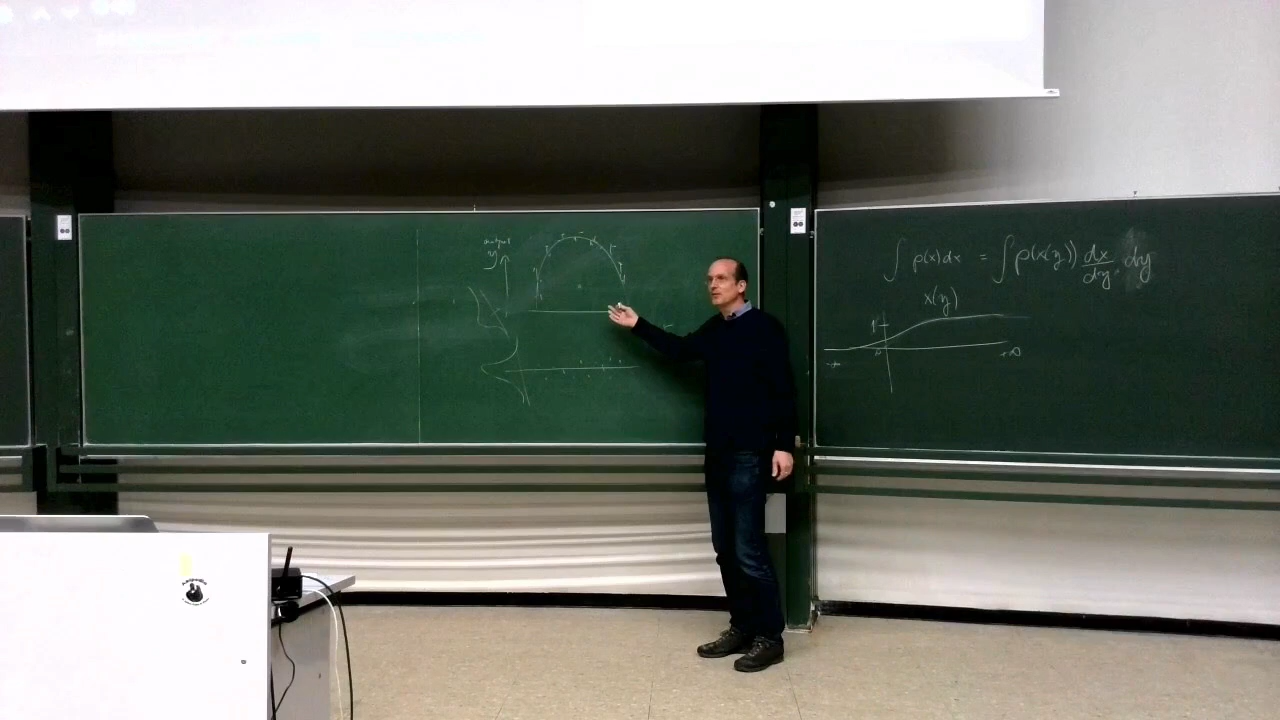 output
y
∫ p(x) dx = ∫ p(x(y)) dx/dy · dy
x(y)
1
0
-∞
+∞